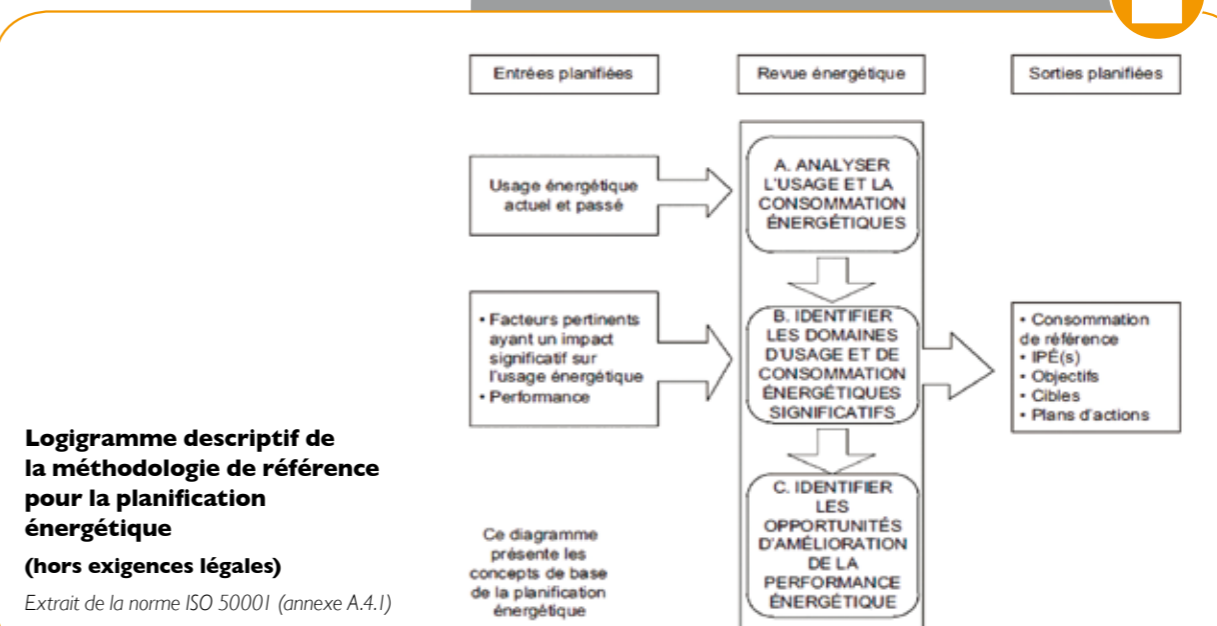 Entrées planifiées
Revue énergétique
Sorties planifiées
Usage énergétique
actuel et passé
A. ANALYSER
L'USAGE ET LA
CONSOMMATION
ÉNERGÉTIQUES
• Facteurs pertinents
ayant un impact
significatif sur
l'usage énergétique
• Performance
B. IDENTIFIER
LES DOMAINES
D'USAGE ET DE
CONSOMMATION
ÉNERGÉTIQUES
SIGNIFICATIFS
• Consommation
de référence
• IPÉ(s)
• Objectifs
• Cibles
• Plans d'actions
C. IDENTIFIER
LES
OPPORTUNITÉS
D'AMÉLIORATION
DE LA
PERFORMANCE
ÉNERGÉTIQUE
Ce diagramme
présente les
concepts de base
de la planification
énergétique
Logigramme descriptif de
la méthodologie de référence
pour la planification
énergétique
(hors exigences légales)
Extrait de la norme ISO 50001 (annexe A.4.1)